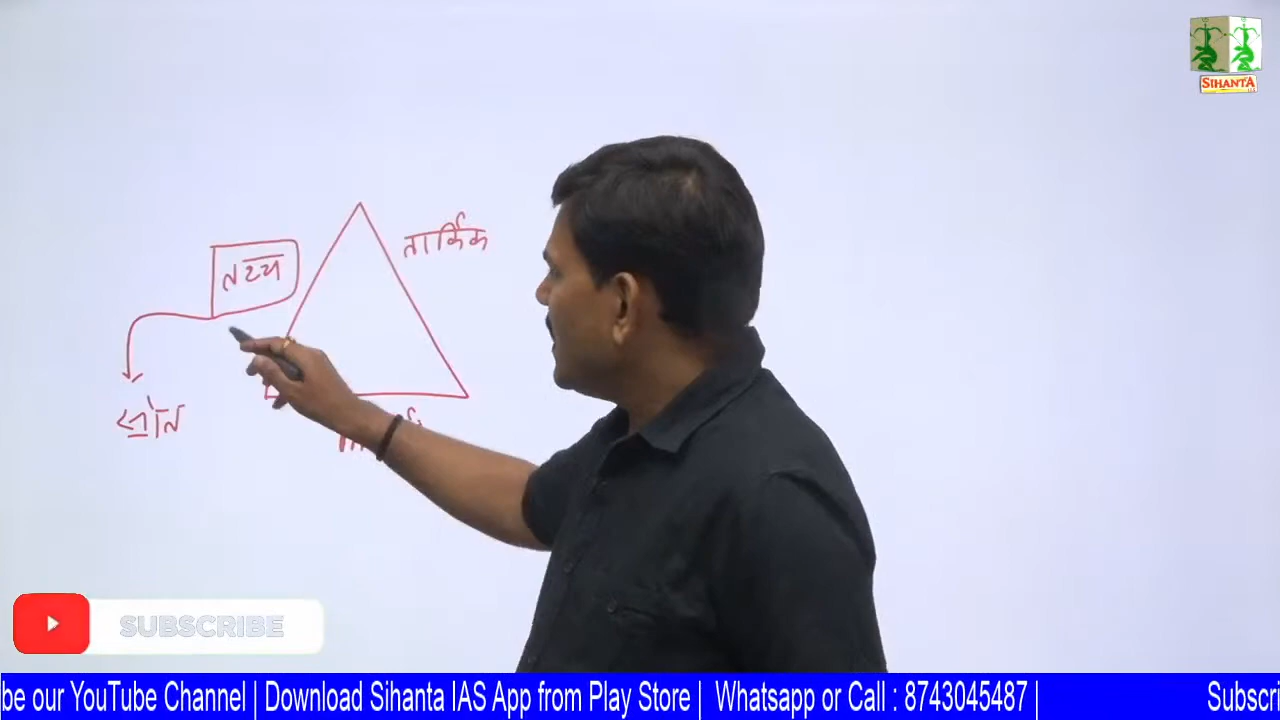 SIHANTA
तार्किक
तथ्य
स्रोत
SUBSCRIBE
be our YouTube Channel | Download Sihanta IAS App from Play Store | Whatsapp or Call : 8743045487 | Subscri